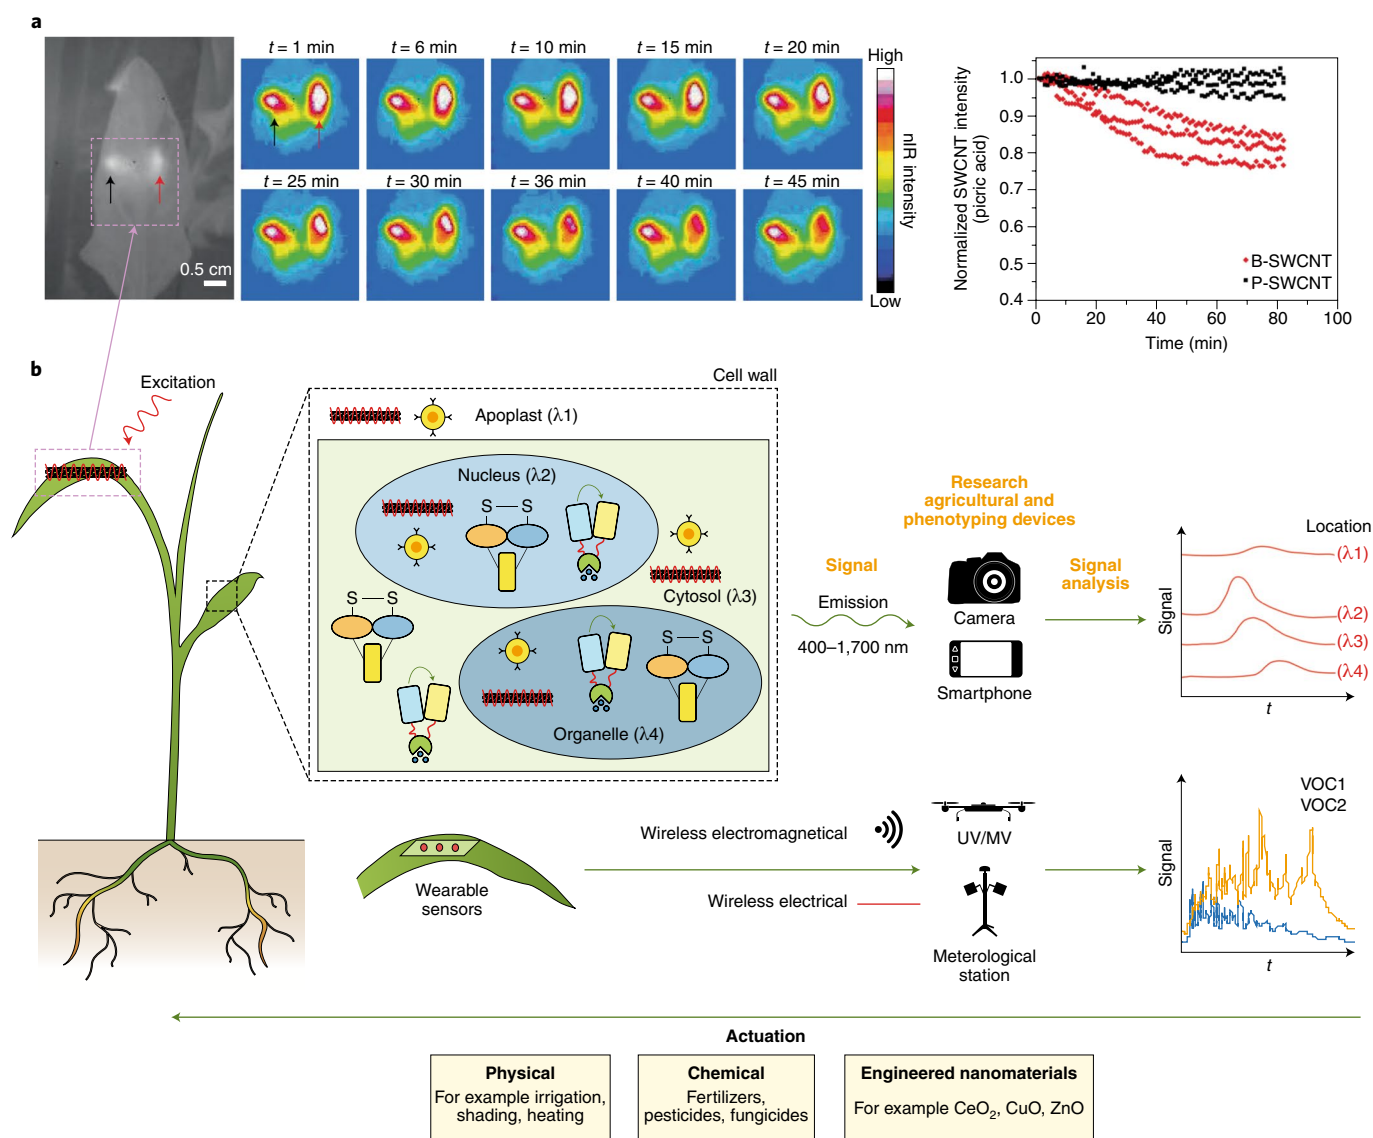 a
t = 1 min
t = 6 min
t = 10 min
t = 15 min
t = 20 min
t = 25 min
t = 30 min
t = 36 min
t = 40 min
t = 45 min
0.5 cm
High
nIR intensity
Low
Normalized SWCNT intensity
(picric acid)
1.0
0.9
0.8
0.7
0.6
0.5
0.4
B-SWCNT
P-SWCNT
0
20
40
60
80
100
Time (min)
b
Excitation
Cell wall
Apoplast (λ1)
Nucleus (λ2)
S
S
Cytosol (λ3)
S
S
S
S
Organelle (λ4)
Signal
Emission
400–1,700 nm
Research
agricultural and
phenotyping devices
Camera
Smartphone
Signal
analysis
Location
Signal
(λ1)
(λ2)
(λ3)
(λ4)
t
Wearable
sensors
Wireless electromagnetical
Wireless electrical
UV/MV
Meterological
station
VOC1
VOC2
Signal
t
Actuation
Physical
For example irrigation,
shading, heating
Chemical
Fertilizers,
pesticides, fungicides
Engineered nanomaterials
For example CeO₂, CuO, ZnO